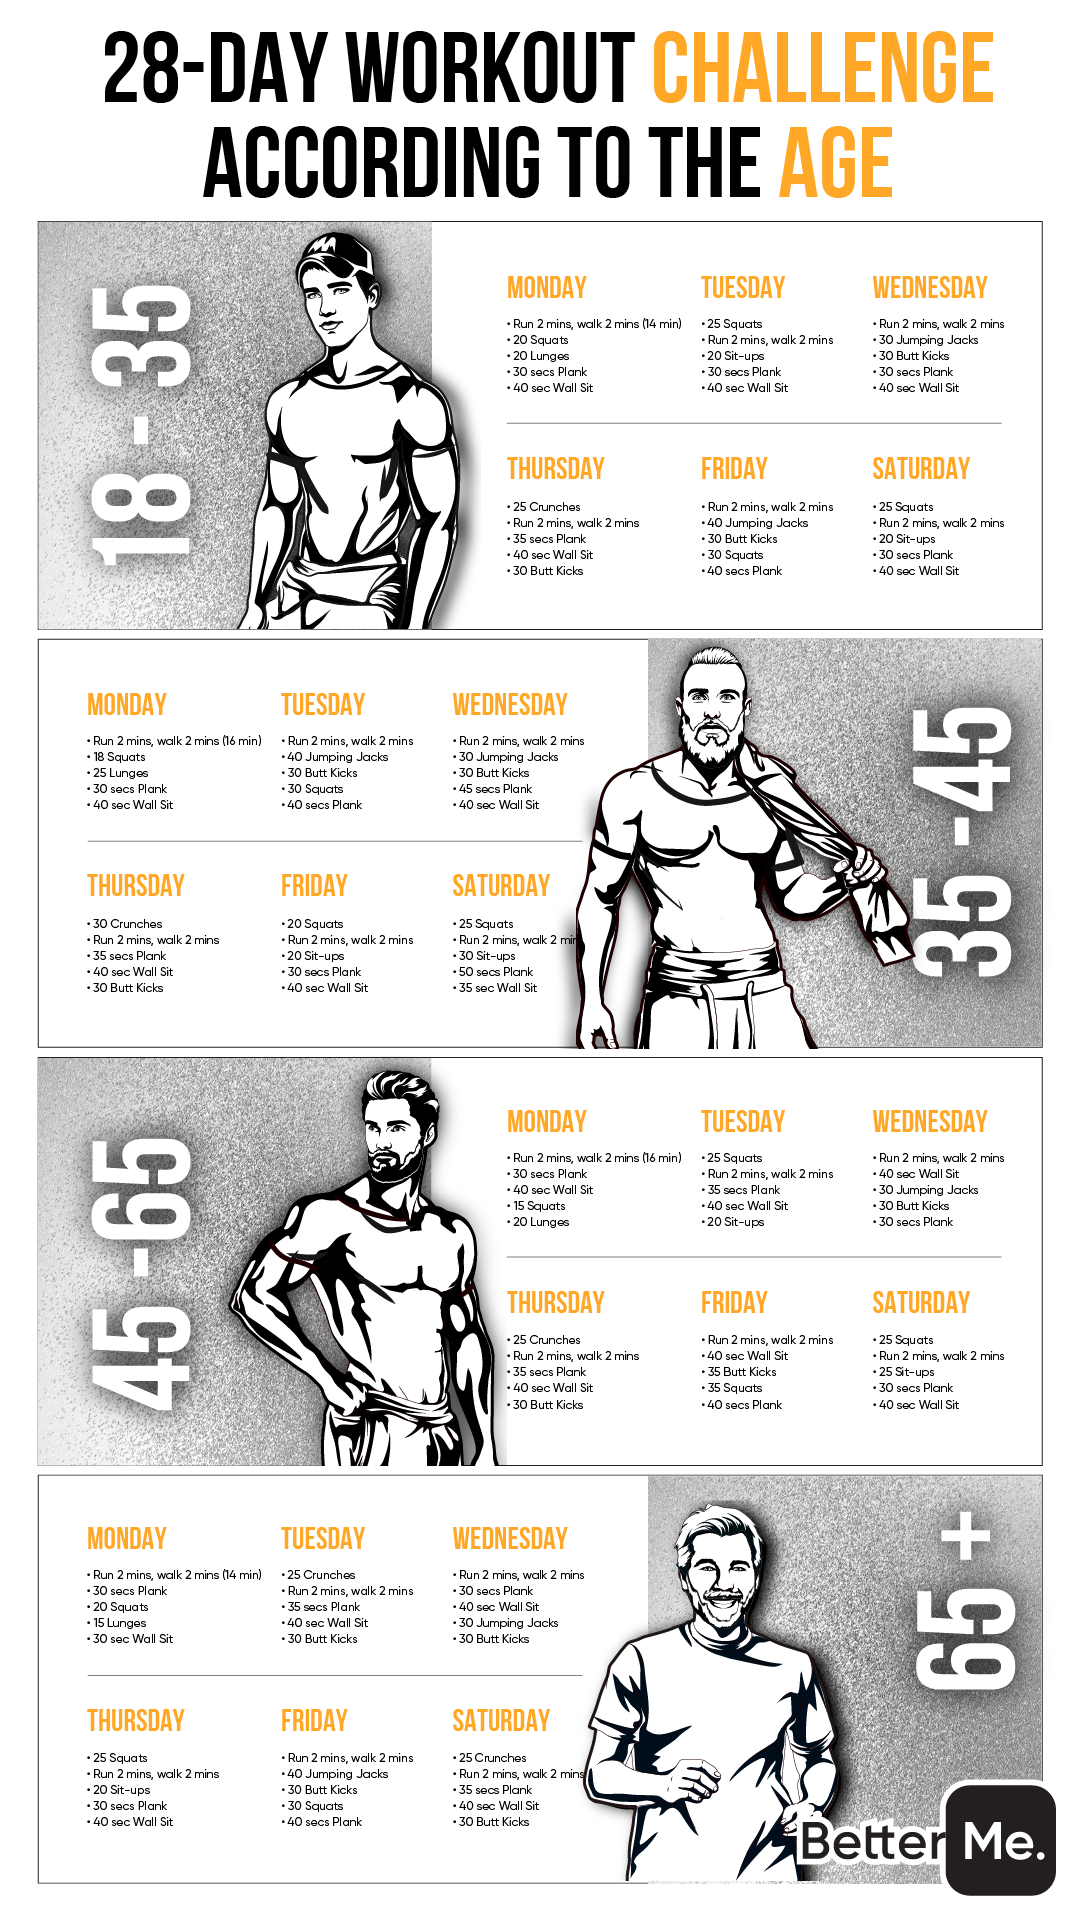 28-DAY WORKOUT CHALLENGE
ACCORDING TO THE AGE
18 - 35
MONDAY
• Run 2 mins, walk 2 mins (14 min)
• 20 Squats
• 20 Lunges
• 30 secs Plank
• 40 sec Wall Sit
TUESDAY
• 25 Squats
• Run 2 mins, walk 2 mins
• 20 Sit-ups
• 30 secs Plank
• 40 sec Wall Sit
WEDNESDAY
• Run 2 mins, walk 2 mins
• 30 Jumping Jacks
• 30 Butt Kicks
• 30 secs Plank
• 40 sec Wall Sit
THURSDAY
• 25 Crunches
• Run 2 mins, walk 2 mins
• 35 secs Plank
• 40 sec Wall Sit
• 30 Butt Kicks
FRIDAY
• Run 2 mins, walk 2 mins
• 40 Jumping Jacks
• 30 Butt Kicks
• 30 Squats
• 40 secs Plank
SATURDAY
• 25 Squats
• Run 2 mins, walk 2 mins
• 20 Sit-ups
• 30 secs Plank
• 40 sec Wall Sit
35 - 45
MONDAY
• Run 2 mins, walk 2 mins (16 min)
• 18 Squats
• 25 Lunges
• 30 secs Plank
• 40 sec Wall Sit
TUESDAY
• Run 2 mins, walk 2 mins
• 40 Jumping Jacks
• 30 Butt Kicks
• 30 Squats
• 40 secs Plank
WEDNESDAY
• Run 2 mins, walk 2 mins
• 30 Jumping Jacks
• 30 Butt Kicks
• 45 secs Plank
• 40 sec Wall Sit
THURSDAY
• 30 Crunches
• Run 2 mins, walk 2 mins
• 35 secs Plank
• 40 sec Wall Sit
• 30 Butt Kicks
FRIDAY
• 20 Squats
• Run 2 mins, walk 2 mins
• 20 Sit-ups
• 30 secs Plank
• 40 sec Wall Sit
SATURDAY
• 25 Squats
• Run 2 mins, walk 2 min
• 30 Sit-ups
• 50 secs Plank
• 35 sec Wall Sit
45 - 65
MONDAY
• Run 2 mins, walk 2 mins (16 min)
• 30 secs Plank
• 40 sec Wall Sit
• 15 Squats
• 20 Lunges
TUESDAY
• 25 Squats
• Run 2 mins, walk 2 mins
• 35 secs Plank
• 40 sec Wall Sit
• 20 Sit-ups
WEDNESDAY
• Run 2 mins, walk 2 mins
• 40 sec Wall Sit
• 30 Jumping Jacks
• 30 Butt Kicks
• 30 secs Plank
THURSDAY
• 25 Crunches
• Run 2 mins, walk 2 mins
• 35 secs Plank
• 40 sec Wall Sit
• 30 Butt Kicks
FRIDAY
• Run 2 mins, walk 2 mins
• 40 sec Wall Sit
• 35 Butt Kicks
• 35 Squats
• 40 secs Plank
SATURDAY
• 25 Squats
• Run 2 mins, walk 2 mins
• 25 Sit-ups
• 30 secs Plank
• 40 sec Wall Sit
65 +
MONDAY
• Run 2 mins, walk 2 mins (14 min)
• 30 secs Plank
• 20 Squats
• 15 Lunges
• 30 sec Wall Sit
TUESDAY
• 25 Crunches
• Run 2 mins, walk 2 mins
• 35 secs Plank
• 40 sec Wall Sit
• 30 Butt Kicks
WEDNESDAY
• Run 2 mins, walk 2 mins
• 30 secs Plank
• 40 sec Wall Sit
• 30 Jumping Jacks
• 30 Butt Kicks
THURSDAY
• 25 Squats
• Run 2 mins, walk 2 mins
• 20 Sit-ups
• 30 secs Plank
• 40 sec Wall Sit
FRIDAY
• Run 2 mins, walk 2 mins
• 40 Jumping Jacks
• 30 Butt Kicks
• 30 Squats
• 40 secs Plank
SATURDAY
• 25 Crunches
• Run 2 mins, walk 2 mins
• 35 secs Plank
• 40 sec Wall Sit
• 30 Butt Kicks
BetterMe.